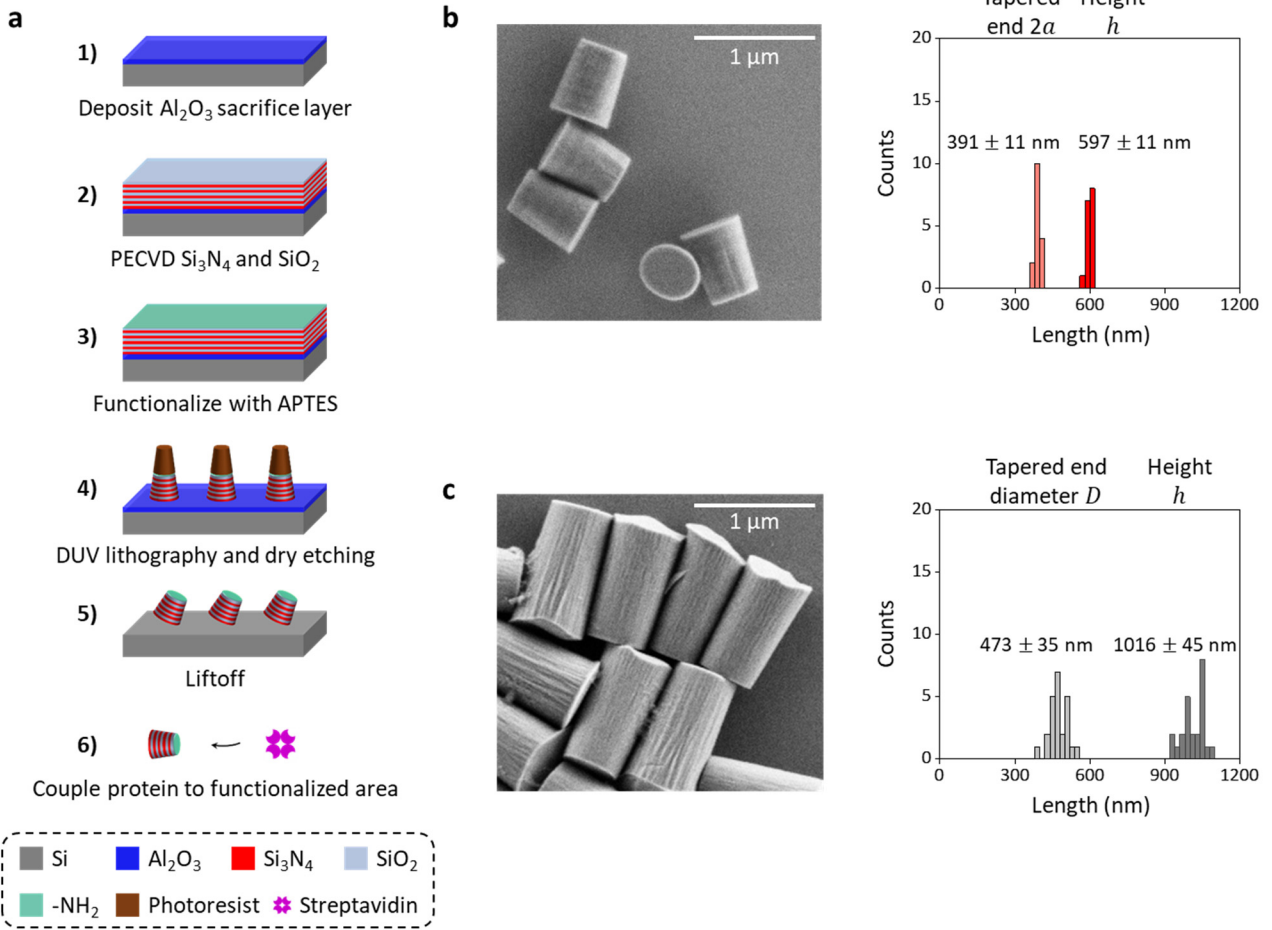 a
1)
Deposit Al₂O₃ sacrifice layer
2)
PECVD Si₃N₄ and SiO₂
3)
Functionalize with APTES
4)
DUV lithography and dry etching
5)
Liftoff
6)
Couple protein to functionalized area
Si
Al₂O₃
Si₃N₄
SiO₂
-NH₂
Photoresist
Streptavidin
b
1 μm
Tapered
end 2a
Height
h
Counts
20
15
10
5
0
391 ± 11 nm
597 ± 11 nm
0
300
600
900
1200
Length (nm)
c
1 μm
Tapered end
diameter D
Height
h
Counts
20
15
10
5
0
473 ± 35 nm
1016 ± 45 nm
0
300
600
900
1200
Length (nm)